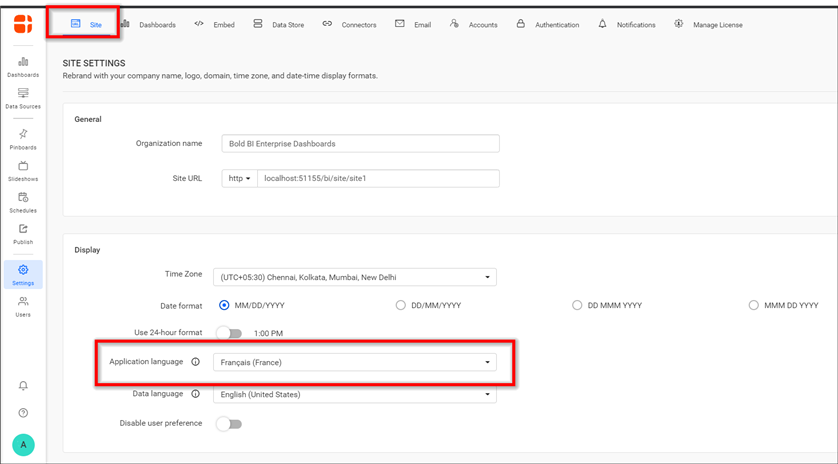 Site
Dashboards
Embed
Data Store
Connectors
Email
Accounts
Authentication
Notifications
Manage License
Dashboards
Data Sources
Pinboards
Slideshows
Schedules
Publish
Settings
Users
A
SITE SETTINGS
Rebrand with your company name, logo, domain, time zone, and date-time display formats.
General
Organization name Bold BI Enterprise Dashboards
Site URL http localhost:51155/bi/site/site1
Display
Time Zone (UTC+05:30) Chennai, Kolkata, Mumbai, New Delhi
Date format MM/DD/YYYY DD/MM/YYYY DD MMM YYYY MMM DD YYYY
Use 24-hour format 1:00 PM
Application language Français (France)
Data language English (United States)
Disable user preference